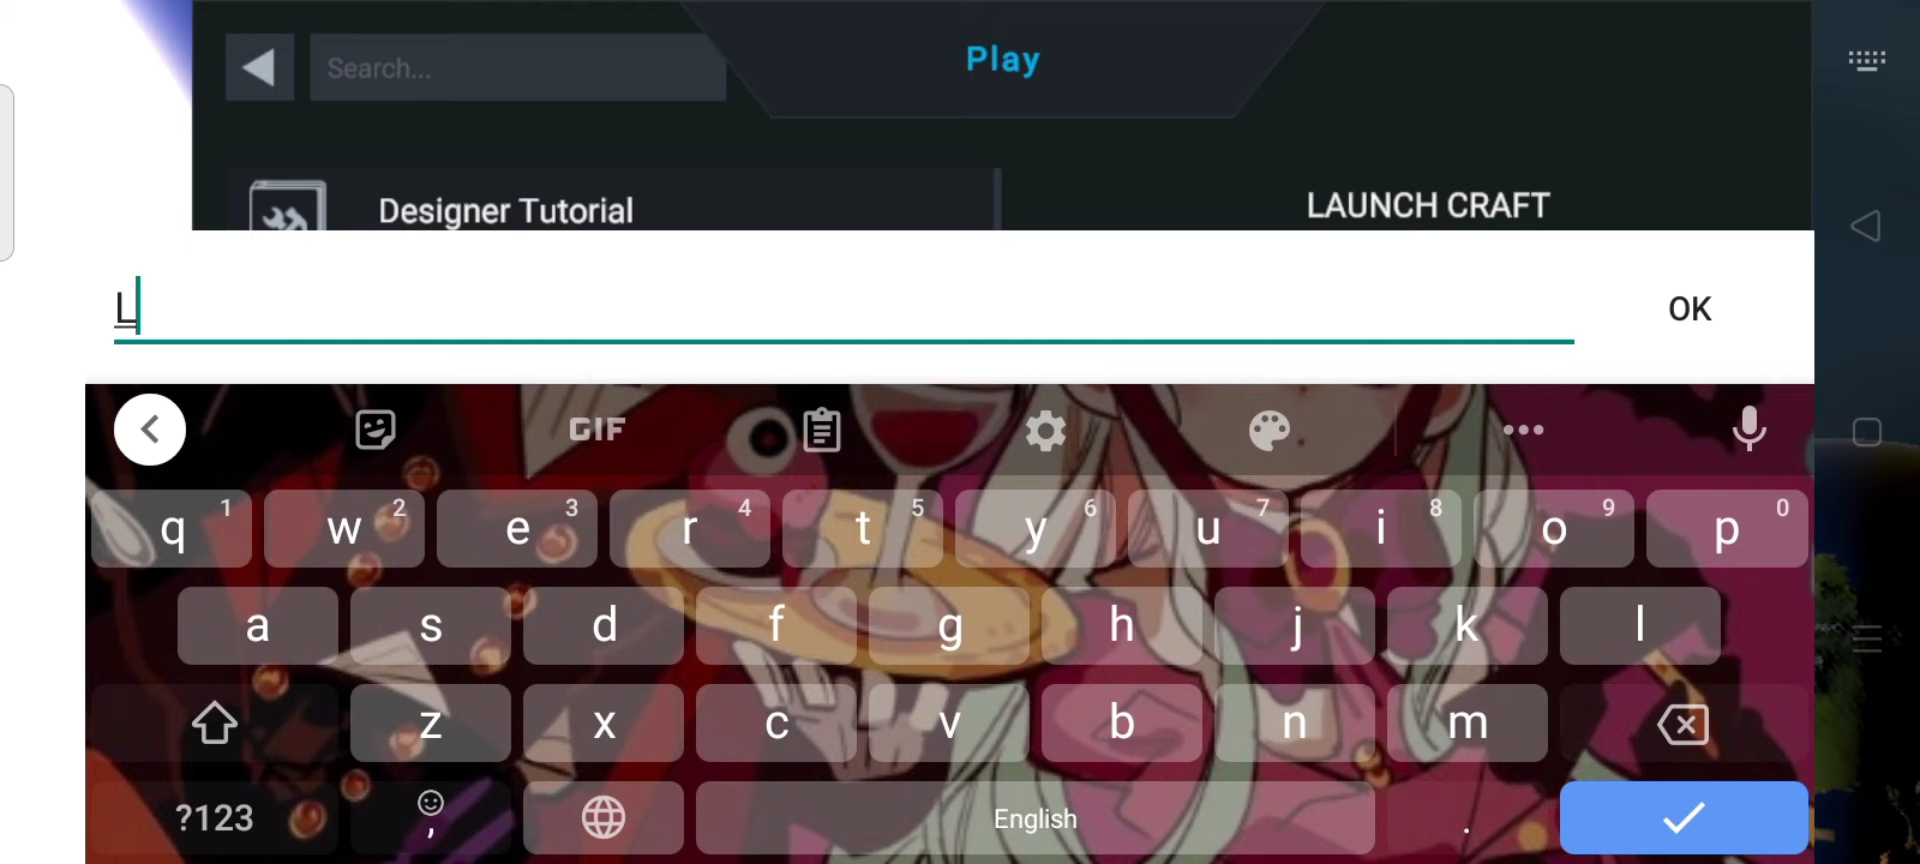 Search...
Play
Designer Tutorial
LAUNCH CRAFT
L
OK
GIF
q 1 w 2 e 3 r 4 t 5 y 6 u 7 i 8 o 9 p 0
a s d f g h j k l
z x c v b n m
?123 , English .